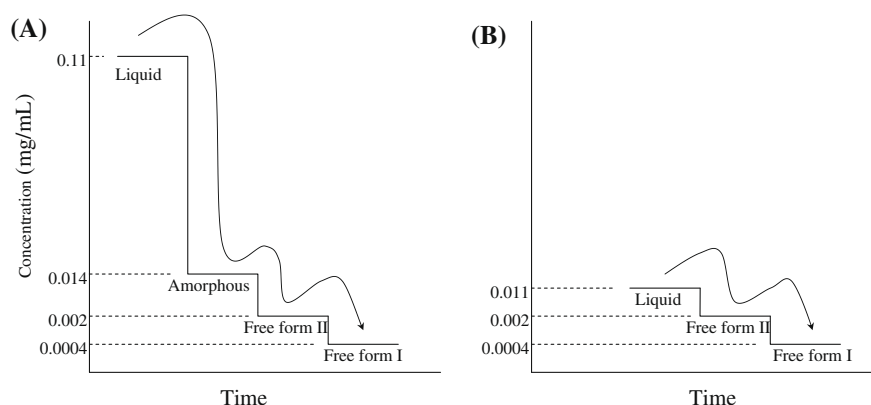 (A)
Concentration (mg/mL)
0.11
Liquid
0.014
Amorphous
0.002
Free form II
0.0004
Free form I
Time
(B)
0.011
Liquid
0.002
Free form II
0.0004
Free form I
Time